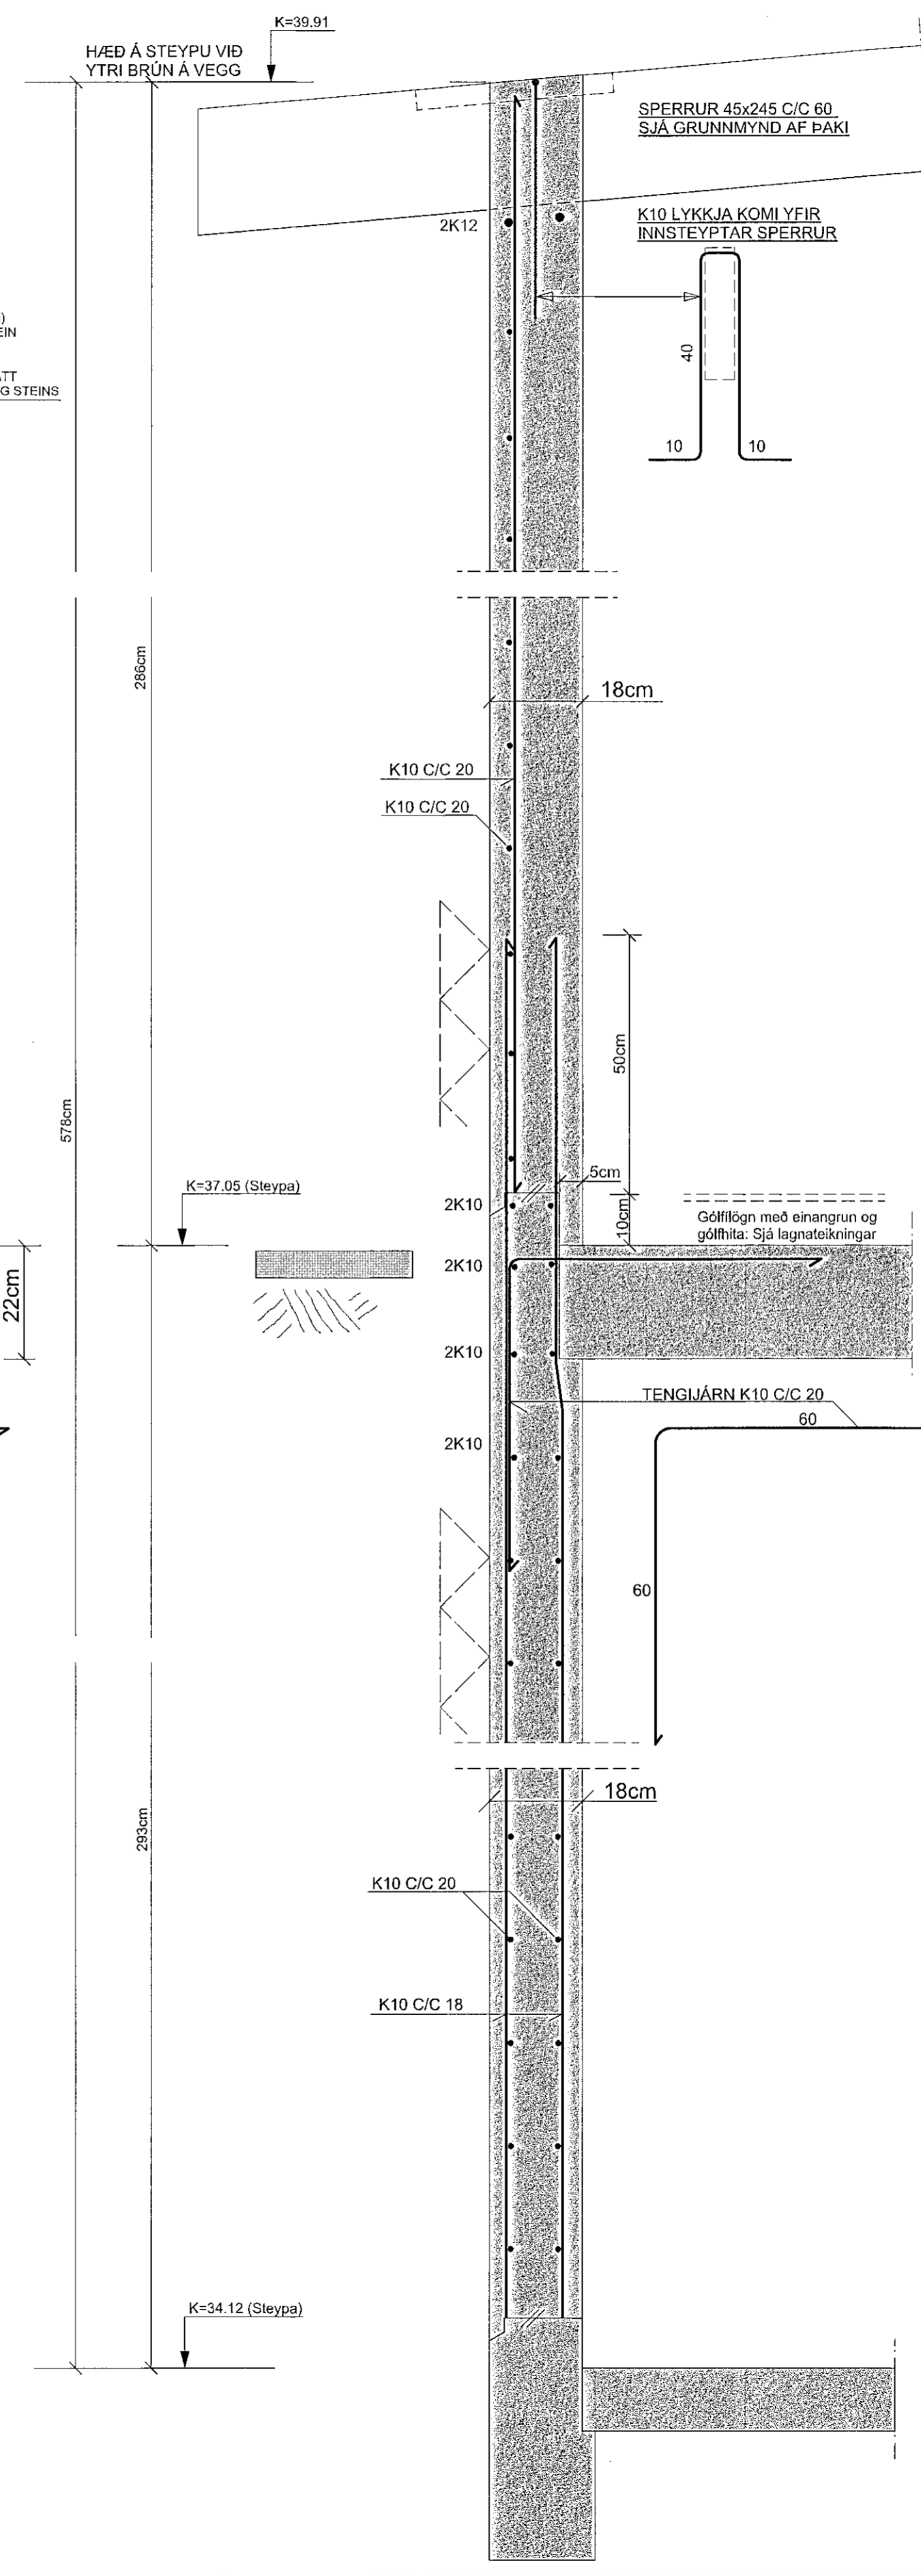 K=39.91
HÆÐ Á STEYPU VIÐ
YTRI BRÚN Á VEGG
SPERRUR 45x245 C/C 60
SJÁ GRUNNMYND AF ÞAKI
2K12
K10 LYKKJA KOMI YFIR
INNSTEYPTAR SPERRUR
40
10
10
G STEINS
286cm
18cm
K10 C/C 20
K10 C/C 20
50cm
578cm
5cm
K=37.05 (Steypa)
2K10
10cm
Gólfílögn með einangrun og
gólfhita: Sjá lagnateikningar
2K10
22cm
2K10
TENGIJÁRN K10 C/C 20
60
2K10
60
18cm
293cm
K10 C/C 20
K10 C/C 18
K=34.12 (Steypa)